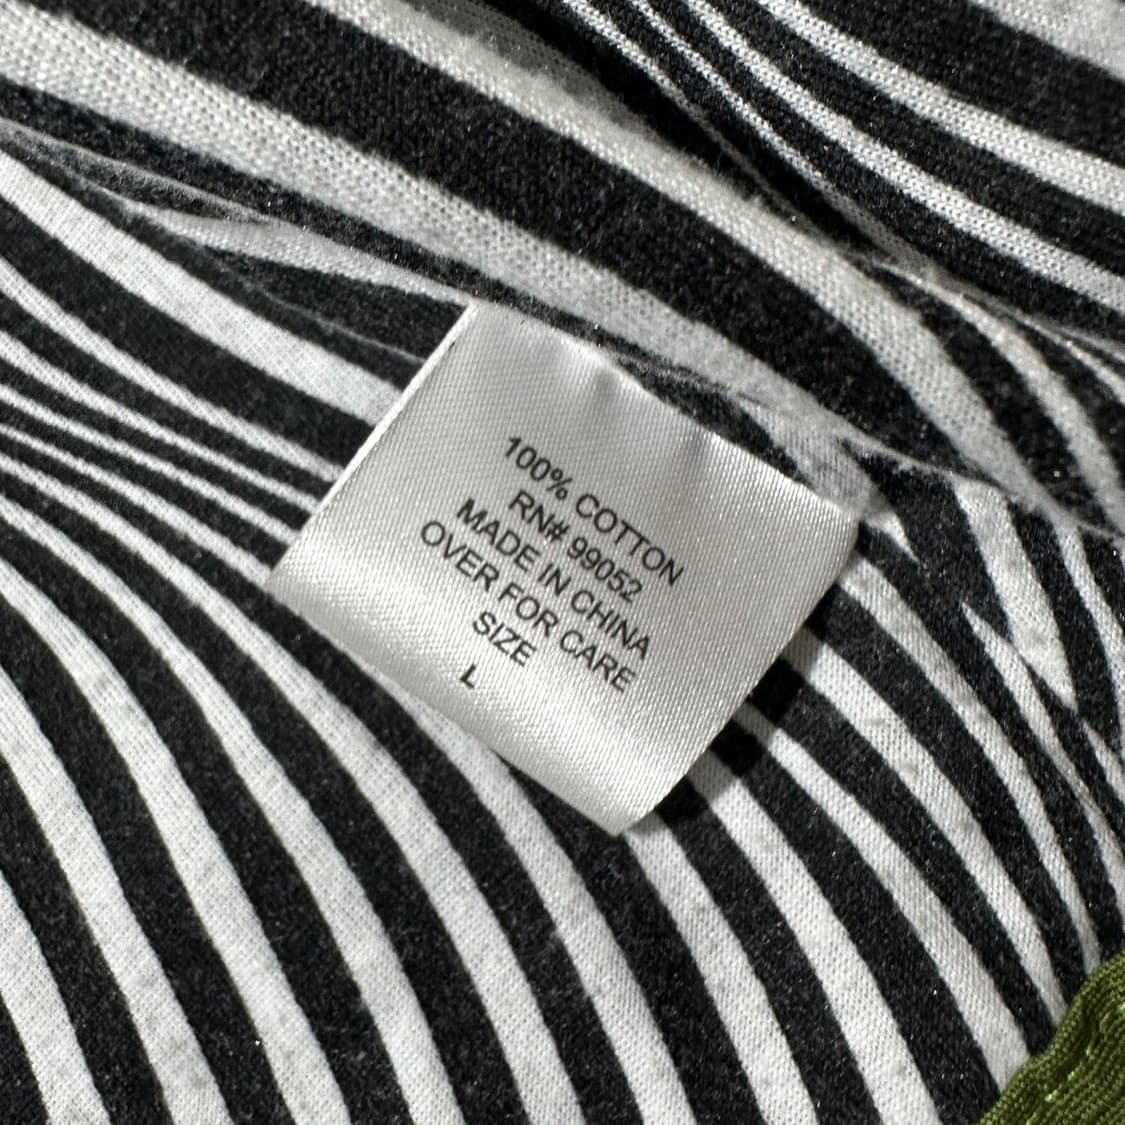 100% COTTON
RN# 99052
MADE IN CHINA
OVER FOR CARE
SIZE
L